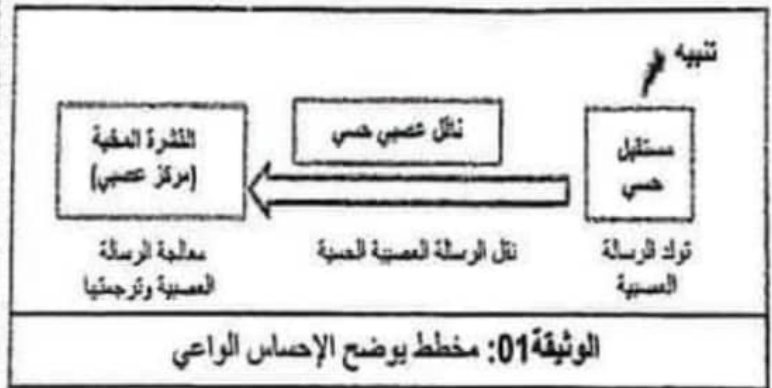 تنبيه
مستقبل
حسي
ناقل عصبي حسي
القشرة المخية
(مركز عصبي)
تولد الرسالة
العصبية
نقل الرسالة العصبية الحسية
معالجة الرسالة
العصبية وترجمتها
الوثيقة01: مخطط يوضح الإحساس الواعي